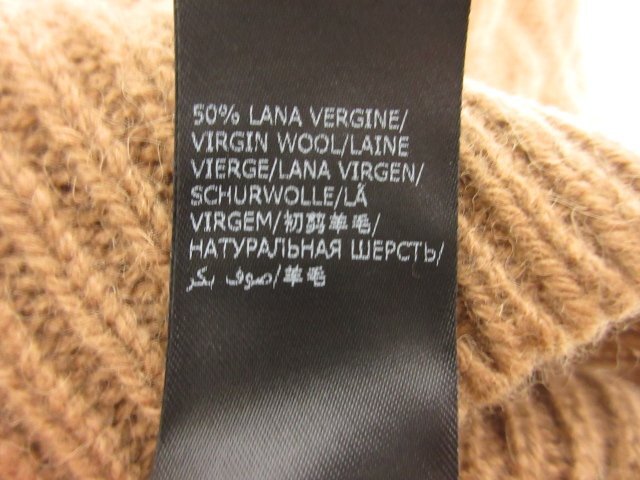 50% LANA VERGINE/
VIRGIN WOOL/LAINE
VIERGE/LANA VIRGEN/
SCHURWOLLE/LÃ
VIRGEM/初剪羊毛/
НАТУРАЛЬНАЯ ШЕРСТЬ/
صوف بكر/羊毛